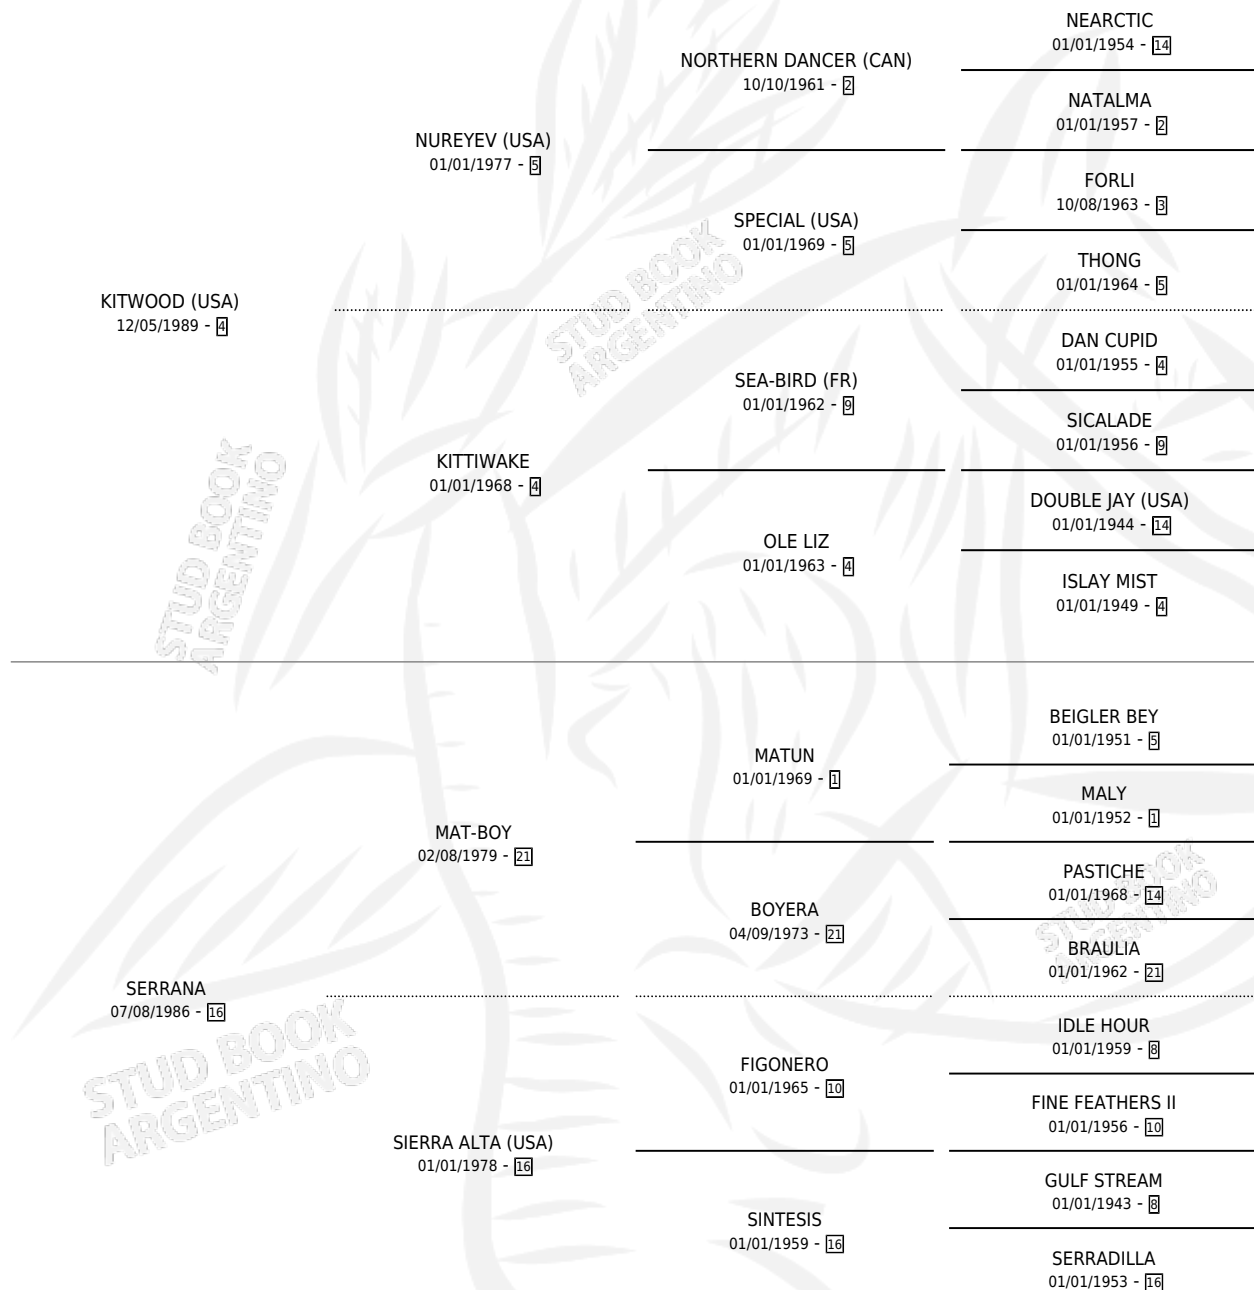 NEARCTIC
01/01/1954 - 14
NORTHERN DANCER (CAN)
10/10/1961 - 2
NATALMA
01/01/1957 - 2
NUREYEV (USA)
01/01/1977 - 5
FORLI
10/08/1963 - 3
SPECIAL (USA)
01/01/1969 - 5
THONG
01/01/1964 - 5
KITWOOD (USA)
12/05/1989 - 4
DAN CUPID
01/01/1955 - 4
SEA-BIRD (FR)
01/01/1962 - 9
SICALADE
01/01/1956 - 9
KITTIWAKE
01/01/1968 - 4
DOUBLE JAY (USA)
01/01/1944 - 14
OLE LIZ
01/01/1963 - 4
ISLAY MIST
01/01/1949 - 4
BEIGLER BEY
01/01/1951 - 5
MATUN
01/01/1969 - 1
MALY
01/01/1952 - 1
MAT-BOY
02/08/1979 - 21
PASTICHE
01/01/1968 - 14
BOYERA
04/09/1973 - 21
BRAULIA
01/01/1962 - 21
SERRANA
07/08/1986 - 16
IDLE HOUR
01/01/1959 - 8
FIGONERO
01/01/1965 - 10
FINE FEATHERS II
01/01/1956 - 10
SIERRA ALTA (USA)
01/01/1978 - 16
GULF STREAM
01/01/1943 - 8
SINTESIS
01/01/1959 - 16
SERRADILLA
01/01/1953 - 16
STUD BOOK
ARGENTINO
STUD BOOK
ARGENTINO
STUD BOOK
ARGENTINO
STUD BOOK
ARGENTINO